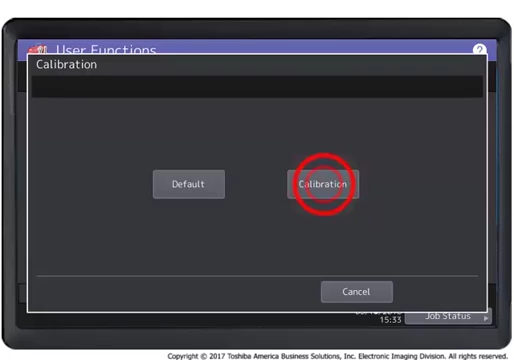 User Functions
?
Calibration
Default
Calibration
Cancel
15:33
Job Status
Copyright © 2017 Toshiba America Business Solutions, Inc. Electronic Imaging Division. All rights reserved.